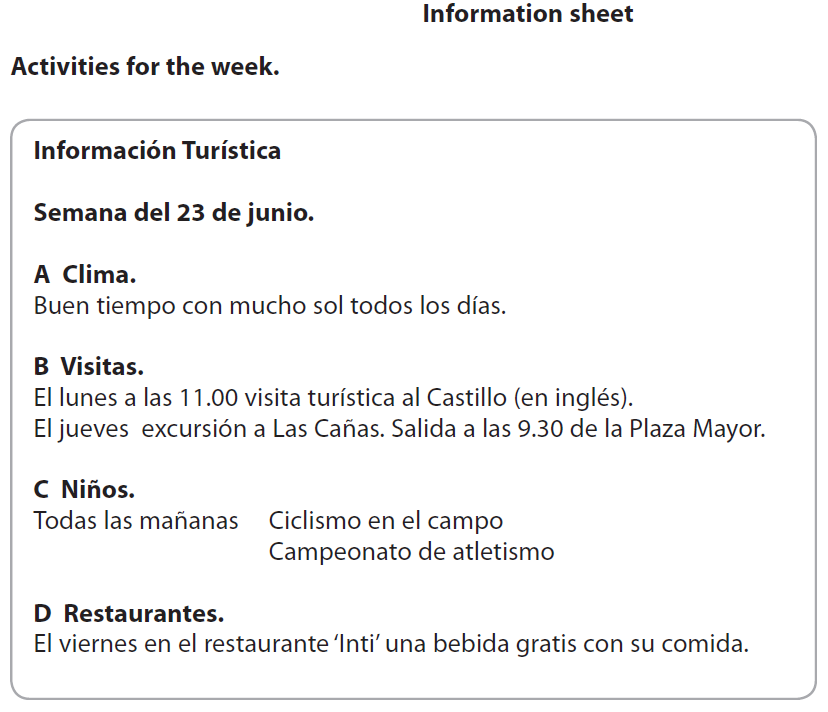 Information sheet
Activities for the week.
Información Turística
Semana del 23 de junio.
A Clima.
Buen tiempo con mucho sol todos los días.
B Visitas.
El lunes a las 11.00 visita turística al Castillo (en inglés).
El jueves excursión a Las Cañas. Salida a las 9.30 de la Plaza Mayor.
C Niños.
Todas las mañanas Ciclismo en el campo
Campeonato de atletismo
D Restaurantes.
El viernes en el restaurante ‘Inti’ una bebida gratis con su comida.